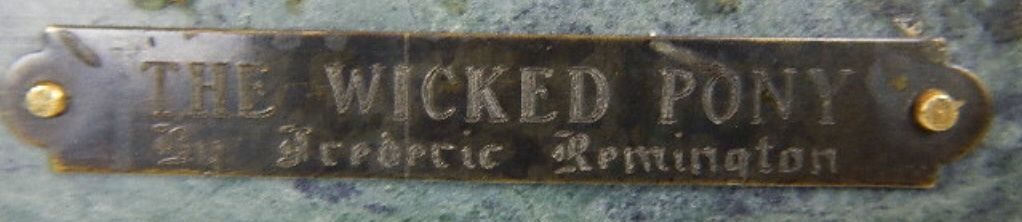 THE WICKED PONY
By Frederic Remington